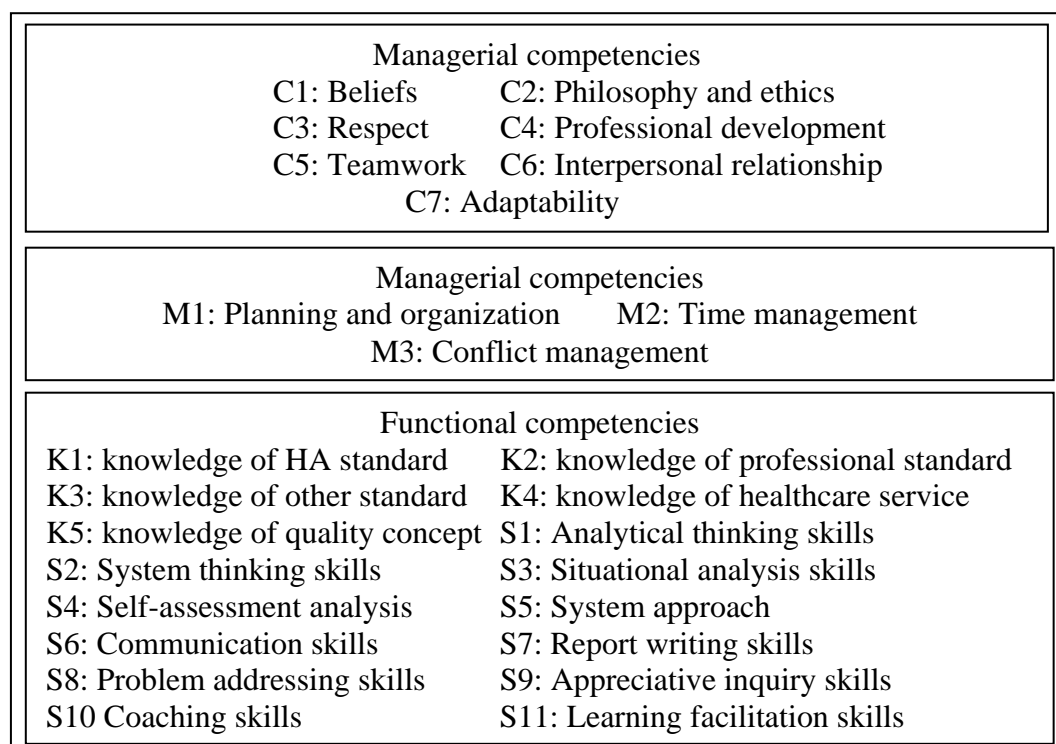 Managerial competencies
C1: Beliefs C2: Philosophy and ethics
C3: Respect C4: Professional development
C5: Teamwork C6: Interpersonal relationship
C7: Adaptability
Managerial competencies
M1: Planning and organization M2: Time management
M3: Conflict management
Functional competencies
K1: knowledge of HA standard K2: knowledge of professional standard
K3: knowledge of other standard K4: knowledge of healthcare service
K5: knowledge of quality concept S1: Analytical thinking skills
S2: System thinking skills S3: Situational analysis skills
S4: Self-assessment analysis S5: System approach
S6: Communication skills S7: Report writing skills
S8: Problem addressing skills S9: Appreciative inquiry skills
S10 Coaching skills S11: Learning facilitation skills